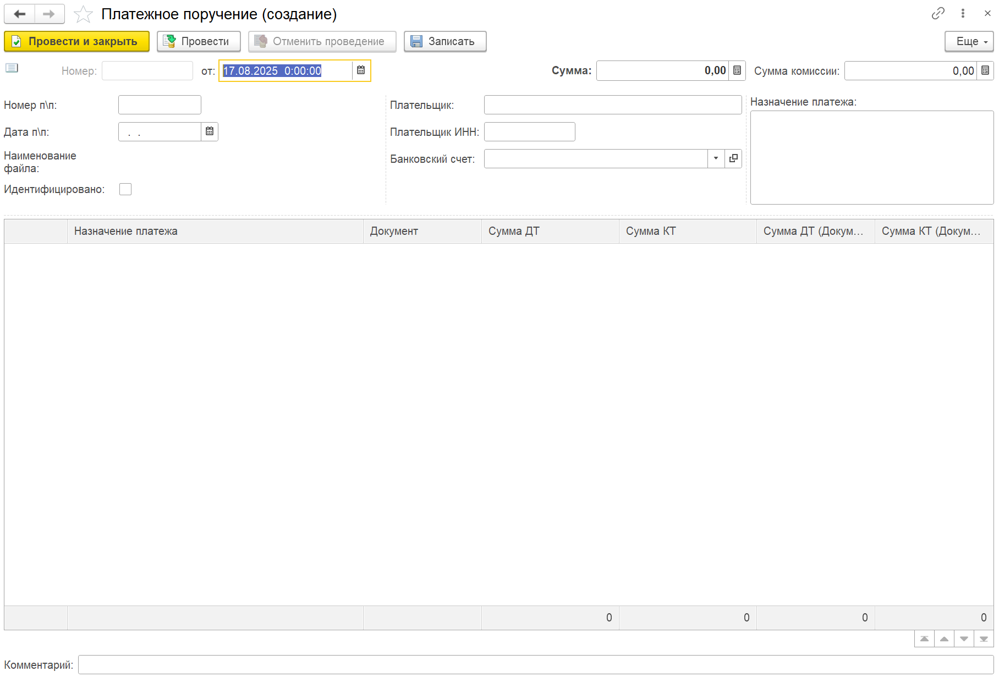 Платежное поручение (создание)
Провести и закрыть Провести Отменить проведение Записать Еще
Номер: от: 17.08.2025 0:00:00 Сумма: 0,00 Сумма комиссии: 0,00
Номер п\п: Плательщик: Назначение платежа:
Дата п\п: . . Плательщик ИНН:
Наименование
файла:
Банковский счет:
Идентифицировано:
Назначение платежа Документ Сумма ДТ Сумма КТ Сумма ДТ (Докум... Сумма КТ (Докум...
0 0 0 0
Комментарий: